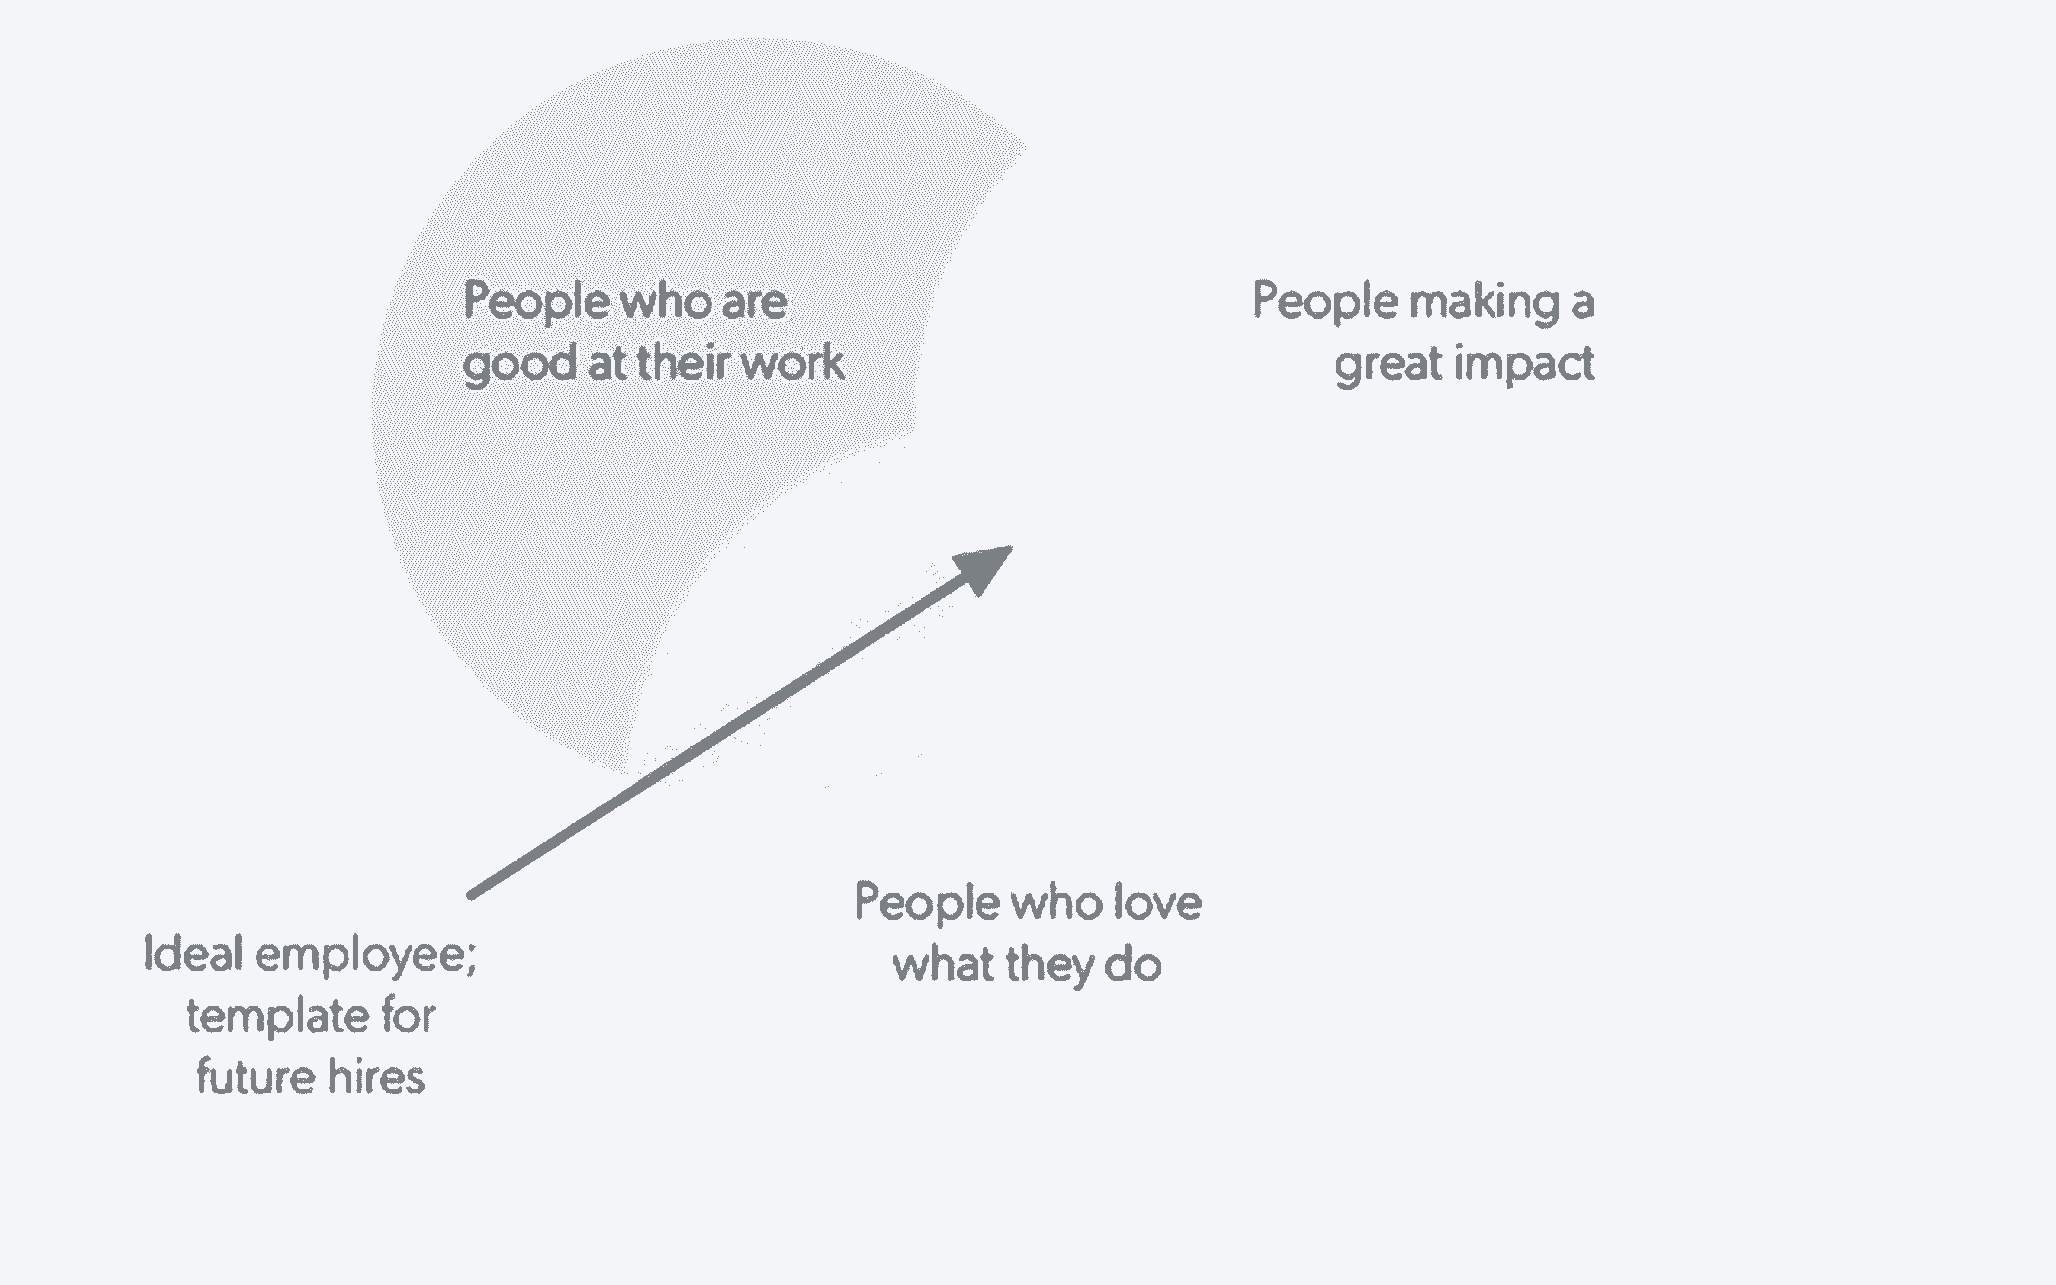 People who are
good at their work
People making a
great impact
People who love
what they do
Ideal employee;
template for
future hires